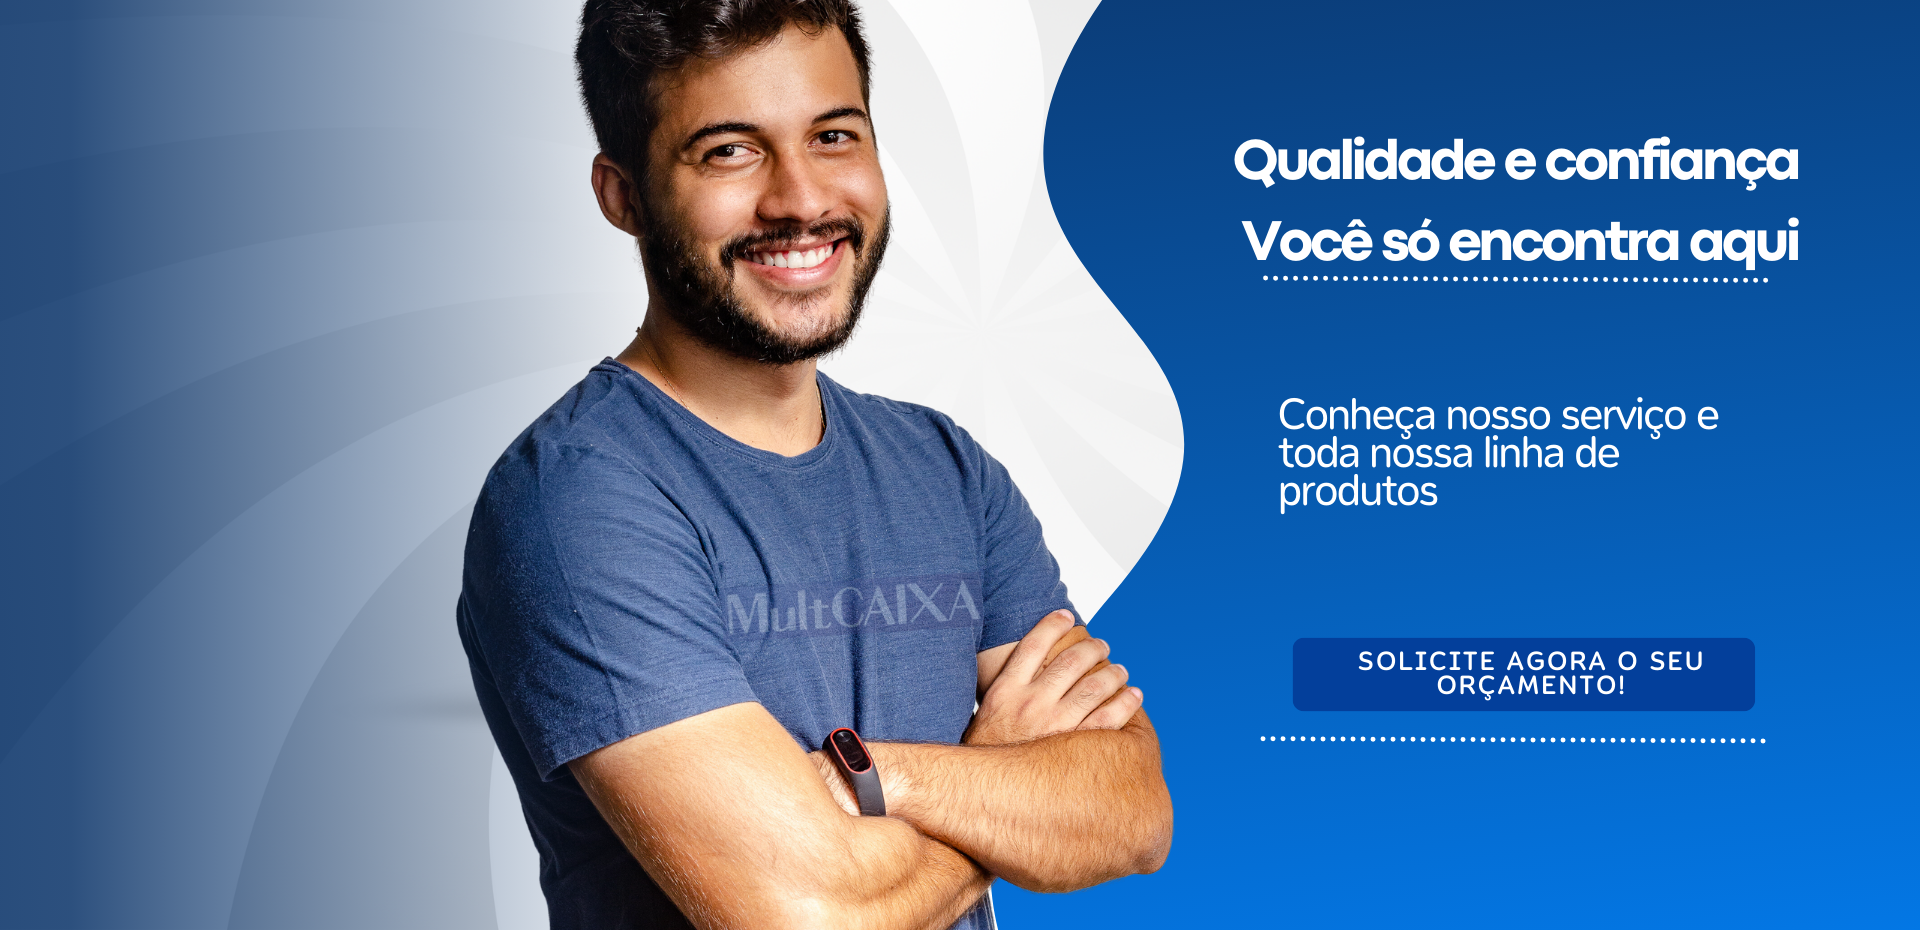 Qualidade e confiança
Você só encontra aqui
Conheça nosso serviço e
toda nossa linha de
produtos
MultCAIXA
SOLICITE AGORA O SEU
ORÇAMENTO!